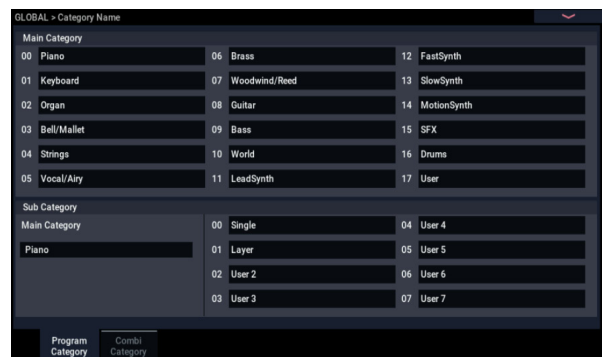 GLOBAL > Category Name
Main Category
00 Piano 06 Brass 12 FastSynth
01 Keyboard 07 Woodwind/Reed 13 SlowSynth
02 Organ 08 Guitar 14 MotionSynth
03 Bell/Mallet 09 Bass 15 SFX
04 Strings 10 World 16 Drums
05 Vocal/Airy 11 LeadSynth 17 User
Sub Category
Main Category 00 Single 04 User 4
Piano 01 Layer 05 User 5
02 User 2 06 User 6
03 User 3 07 User 7
Program Combi
Category Category